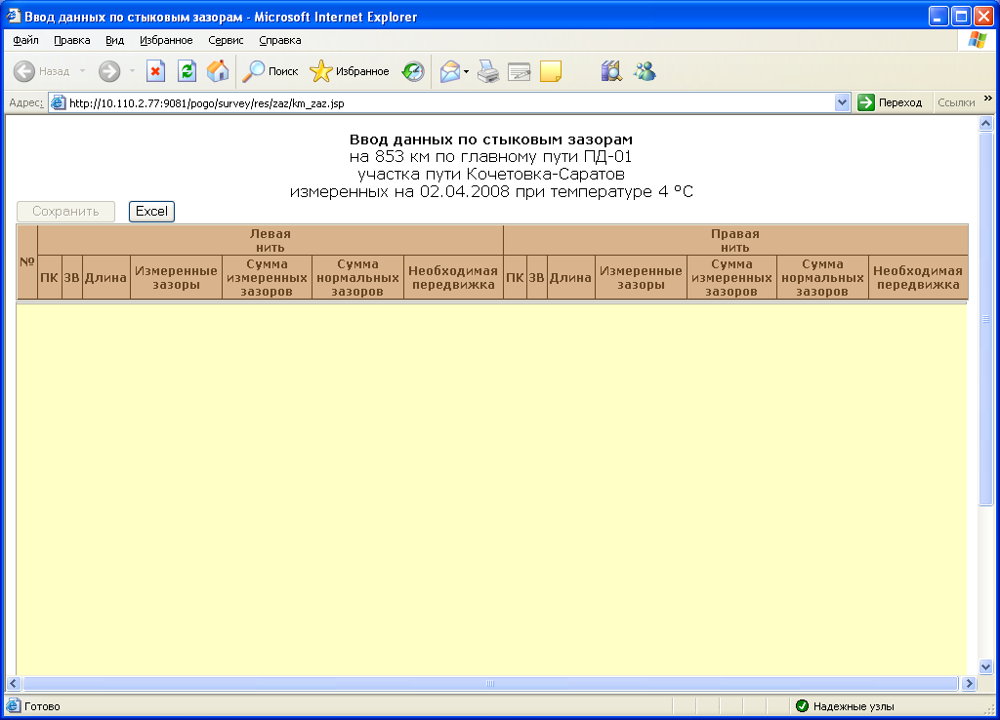 Ввод данных по стыковым зазорам - Microsoft Internet Explorer
Файл Правка Вид Избранное Сервис Справка
Назад Поиск Избранное
Адрес: http://10.110.2.77:9081/pogo/survey/res/zaz/km_zaz.jsp Переход Ссылки »
Ввод данных по стыковым зазорам
на 853 км по главному пути ПД-01
участка пути Кочетовка-Саратов
измеренных на 02.04.2008 при температуре 4 °С
Сохранить Excel
Левая Правая
нить нить
№
ПК ЗВ Длина Измеренные зазоры Сумма измеренных зазоров Сумма нормальных зазоров Необходимая передвижка ПК ЗВ Длина Измеренные зазоры Сумма измеренных зазоров Сумма нормальных зазоров Необходимая передвижка
Готово Надежные узлы